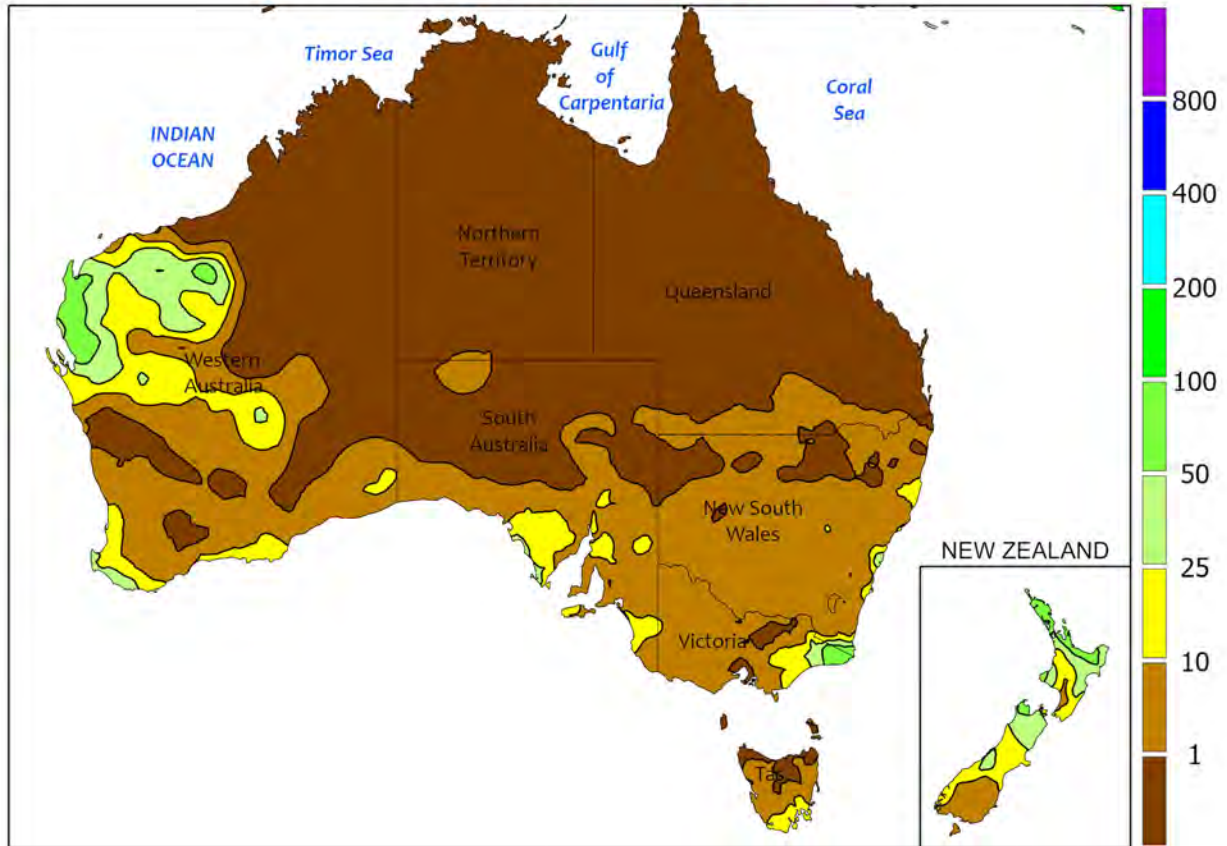 Timor Sea
Gulf
of
Carpentaria
Coral
Sea
INDIAN
OCEAN
Northern
Territory
Queensland
Western
Australia
South
Australia
New South
Wales
Victoria
Tas
NEW ZEALAND
800
400
200
100
50
25
10
1